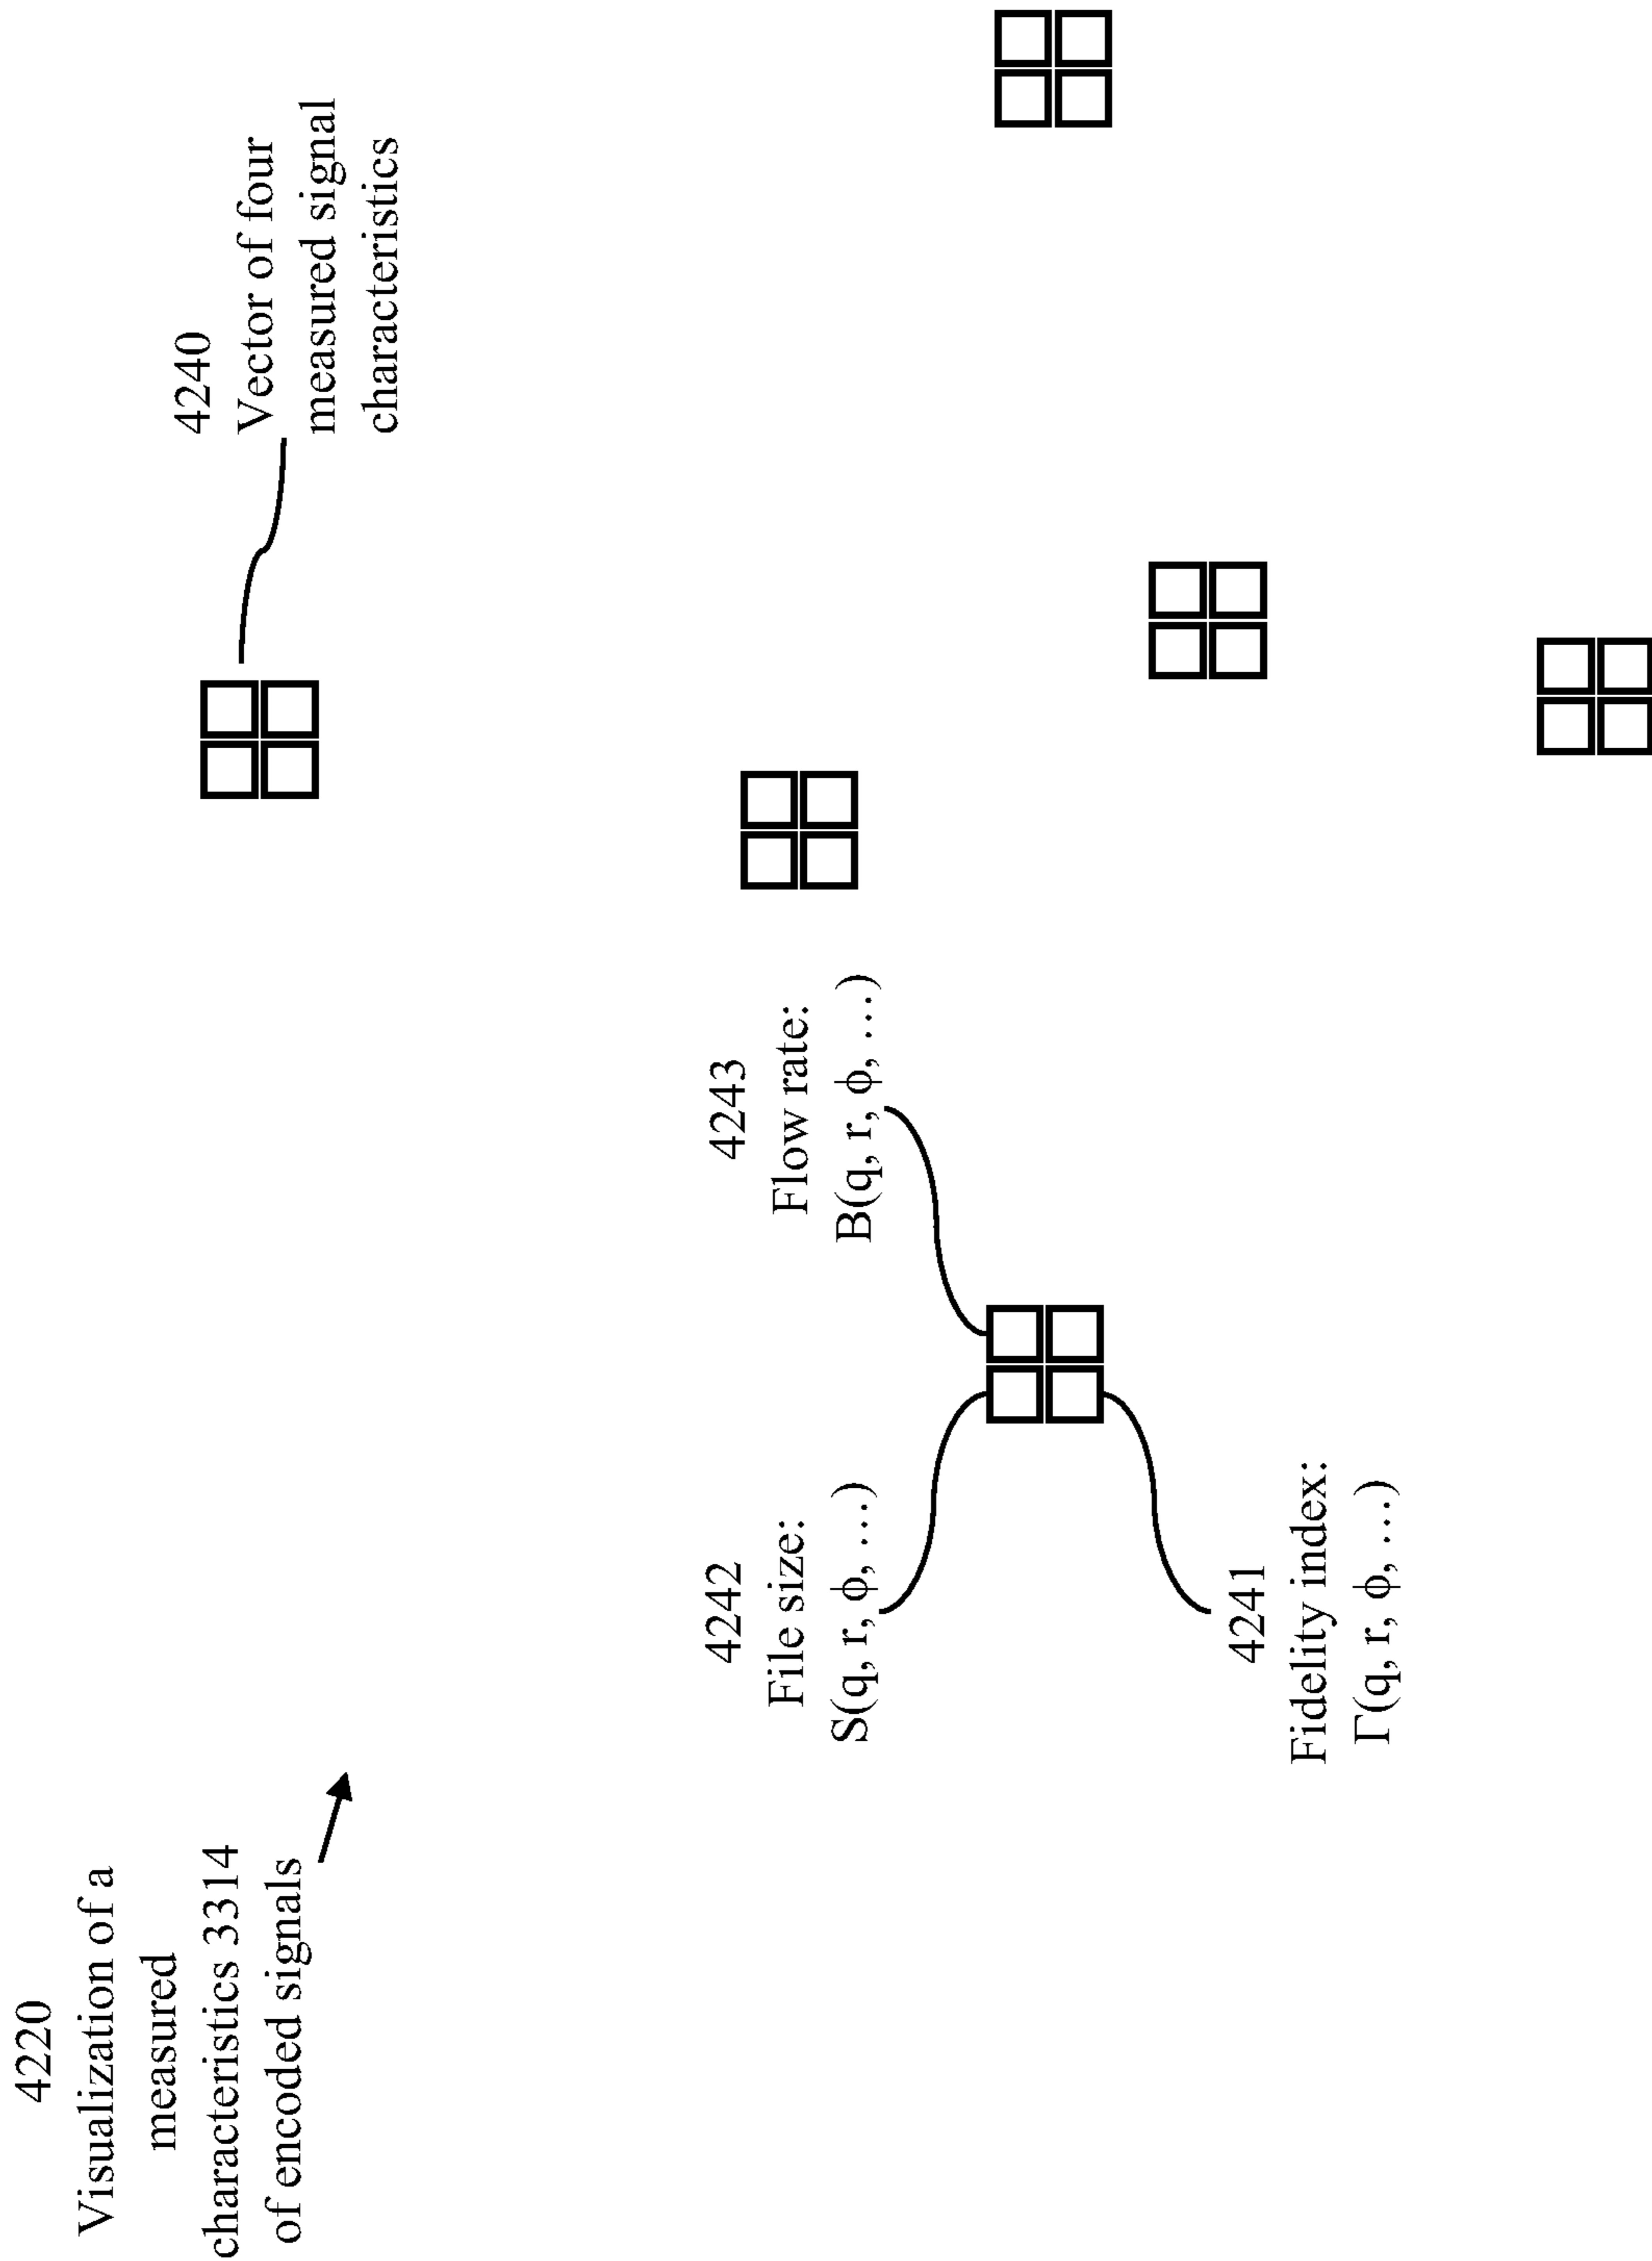 4220
Visualization of a
measured
characteristics 3314
of encoded signals
4240
Vector of four
measured signal
characteristics
4242
File size:
S(q, r, ϕ, …)
4243
Flow rate:
B(q, r, ϕ, …)
4241
Fidelity index:
Γ(q, r, ϕ, …)